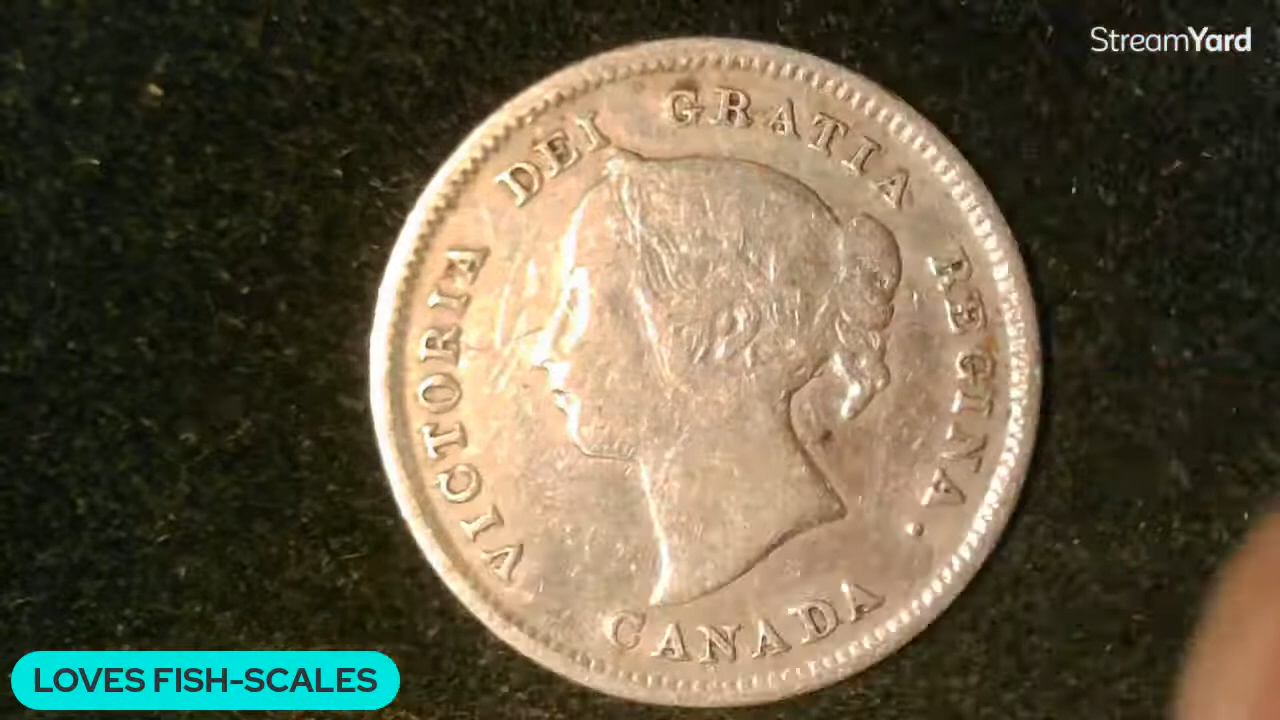 StreamYard
VICTORIA DEI GRATIA REGINA.
CANADA
LOVES FISH-SCALES